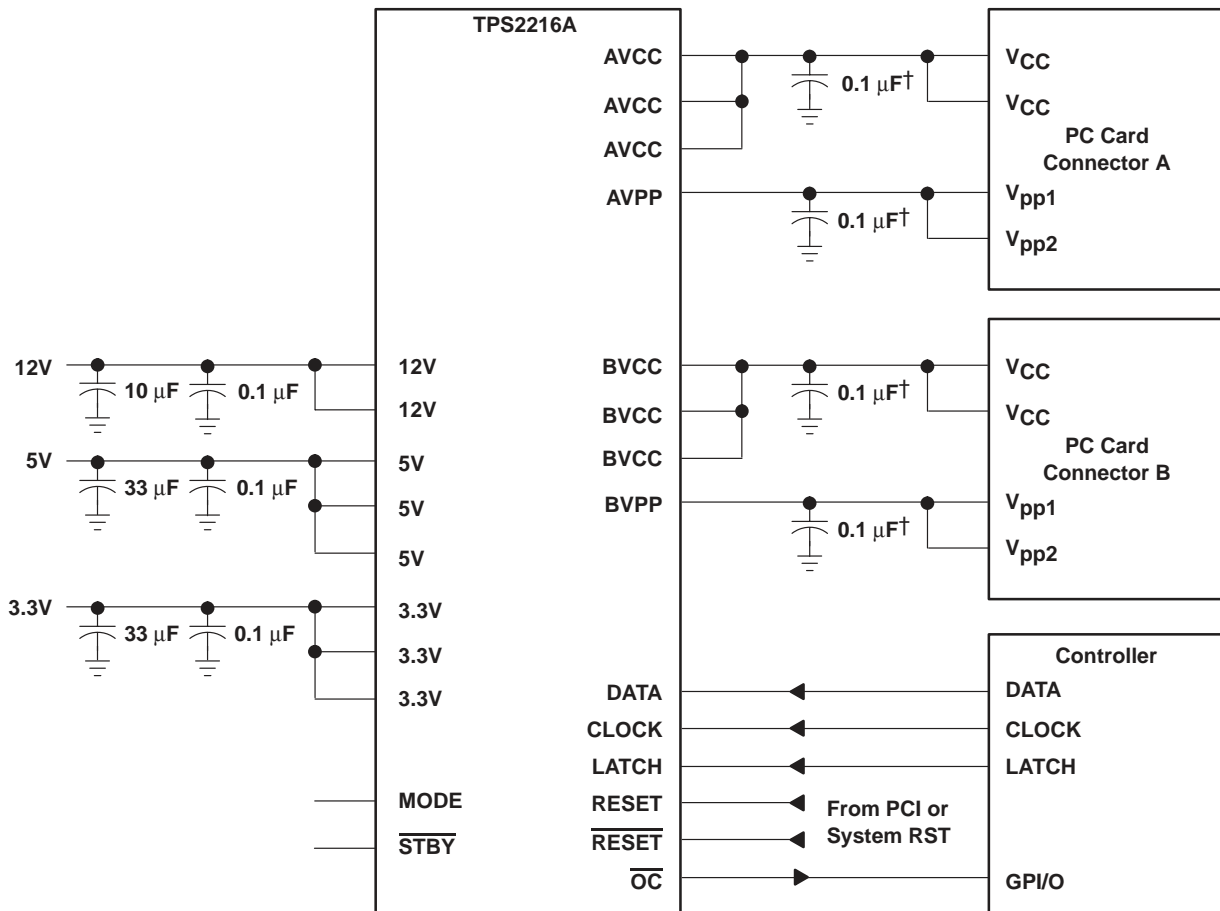 TPS2216A
AVCC
AVCC
AVCC
AVPP
0.1 μF†
0.1 μF†
VCC
VCC
PC Card
Connector A
Vpp1
Vpp2
12V
10 μF
0.1 μF
12V
12V
5V
33 μF
0.1 μF
5V
5V
5V
3.3V
33 μF
0.1 μF
3.3V
3.3V
3.3V
BVCC
BVCC
BVCC
BVPP
0.1 μF†
0.1 μF†
VCC
VCC
PC Card
Connector B
Vpp1
Vpp2
MODE
STBY
DATA
CLOCK
LATCH
RESET
RESET
OC
From PCI or
System RST
Controller
DATA
CLOCK
LATCH
GPI/O